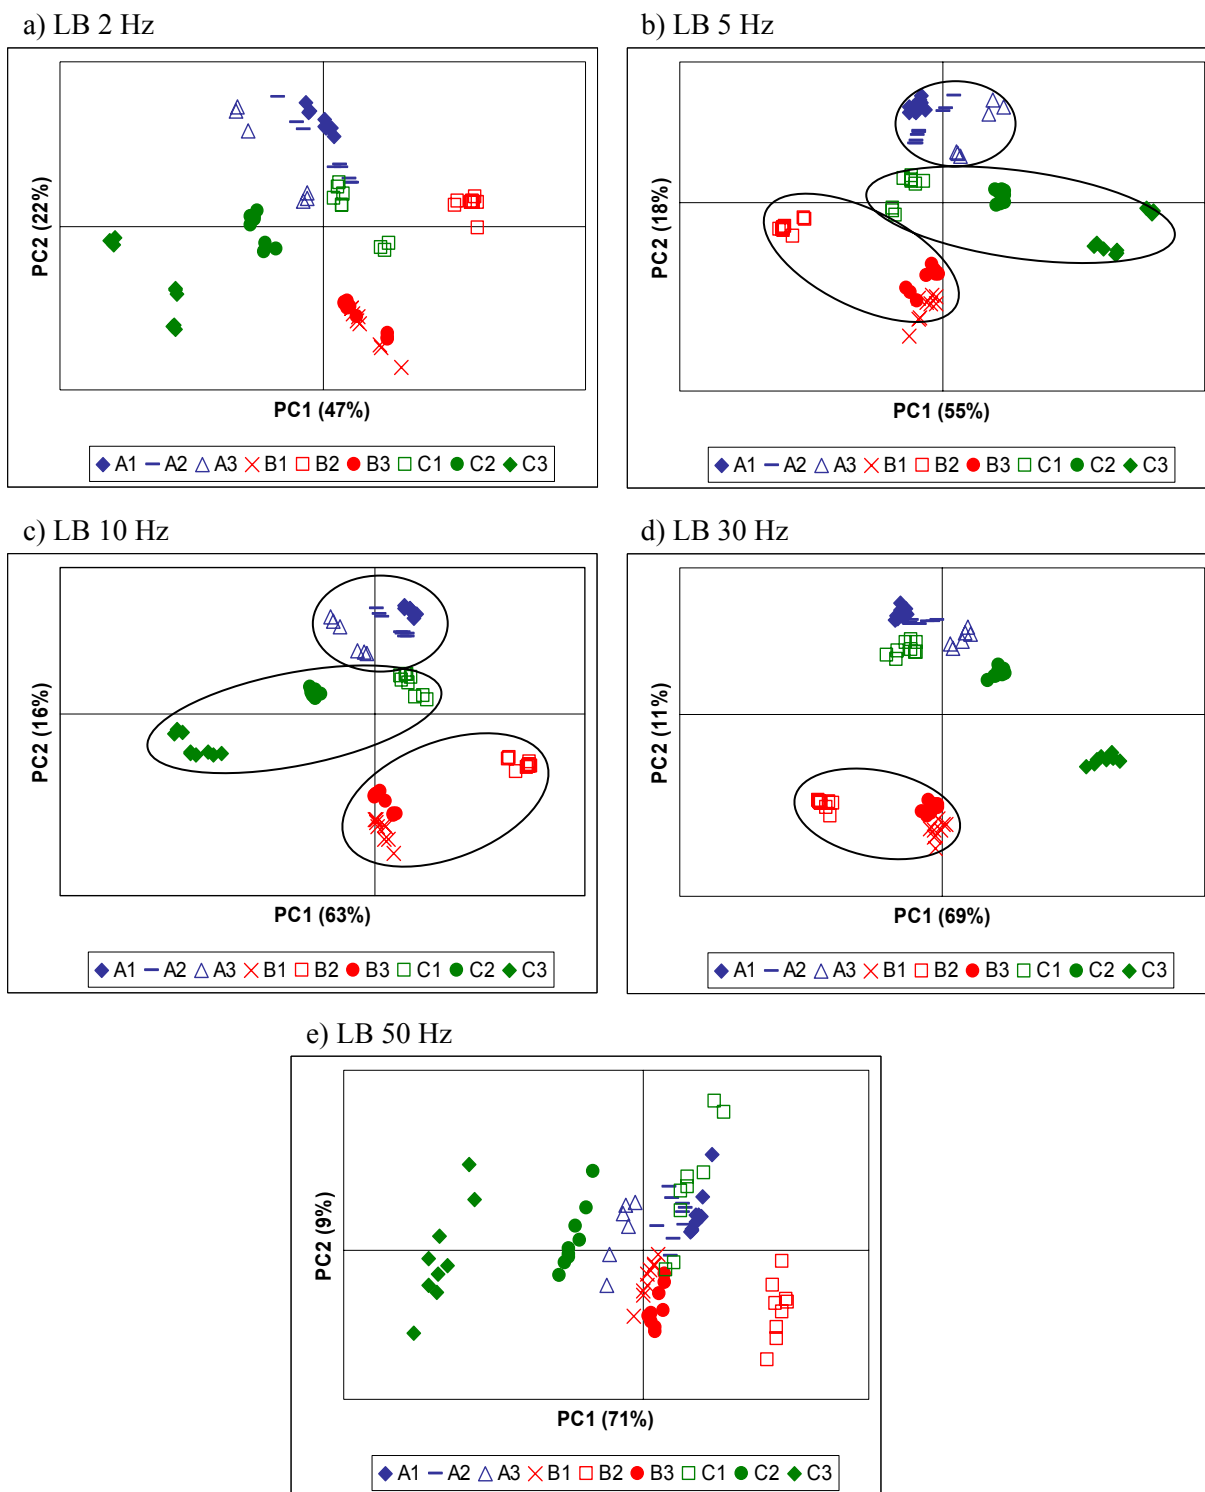 a) LB 2 Hz
PC2 (22%)
PC1 (47%)
A1 A2 A3 B1 B2 B3 C1 C2 C3
b) LB 5 Hz
PC2 (18%)
PC1 (55%)
A1 A2 A3 B1 B2 B3 C1 C2 C3
c) LB 10 Hz
PC2 (16%)
PC1 (63%)
A1 A2 A3 B1 B2 B3 C1 C2 C3
d) LB 30 Hz
PC2 (11%)
PC1 (69%)
A1 A2 A3 B1 B2 B3 C1 C2 C3
e) LB 50 Hz
PC2 (9%)
PC1 (71%)
A1 A2 A3 B1 B2 B3 C1 C2 C3